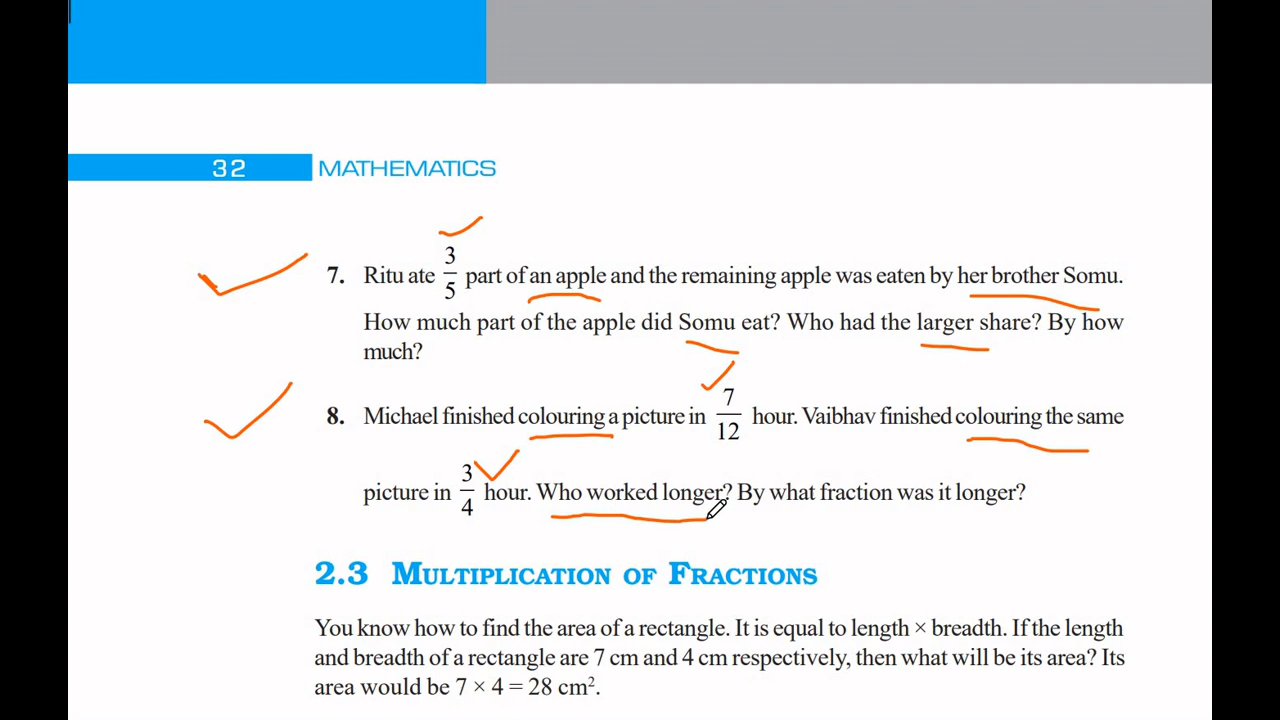 32 MATHEMATICS
7. Ritu ate 3/5 part of an apple and the remaining apple was eaten by her brother Somu.
How much part of the apple did Somu eat? Who had the larger share? By how
much?
8. Michael finished colouring a picture in 7/12 hour. Vaibhav finished colouring the same
picture in 3/4 hour. Who worked longer? By what fraction was it longer?
2.3 MULTIPLICATION OF FRACTIONS
You know how to find the area of a rectangle. It is equal to length × breadth. If the length
and breadth of a rectangle are 7 cm and 4 cm respectively, then what will be its area? Its
area would be 7 × 4 = 28 cm².